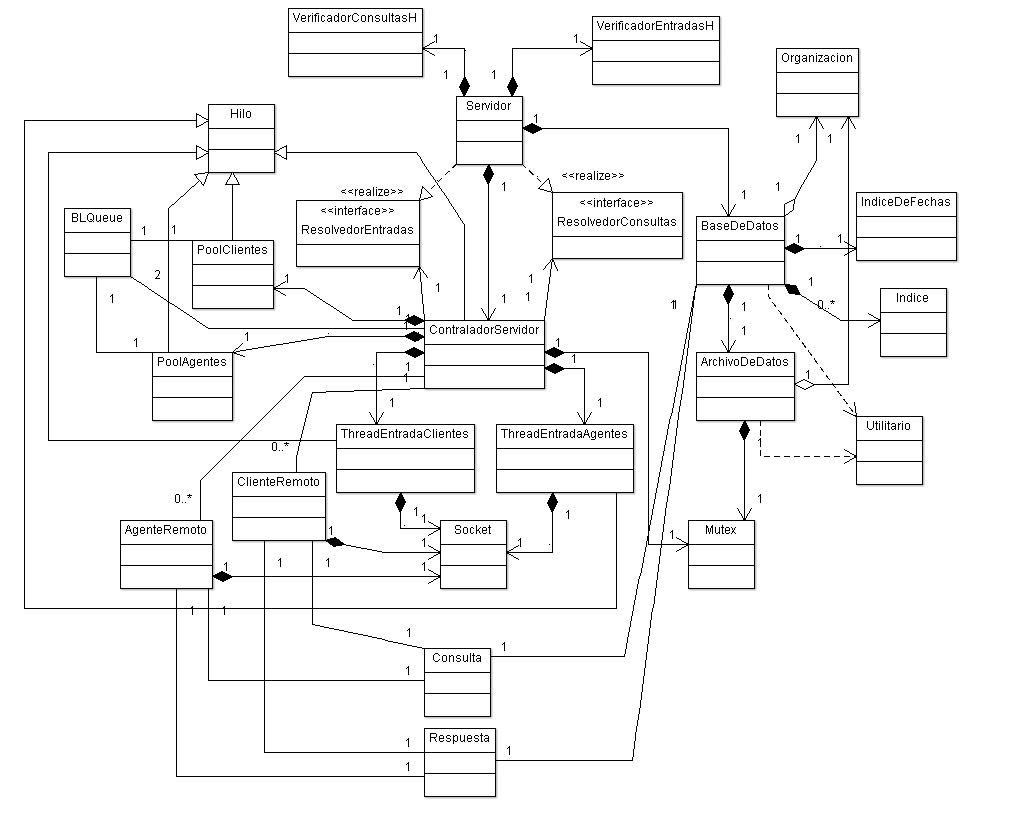 VerificadorConsultasH
VerificadorEntradasH
1
1
1
1
Organizacion
Servidor
Hilo
1
1
1
1
<<realize>>
<<realize>>
1
1
BLQueue
<<interface>>
ResolvedorEntradas
<<interface>>
ResolvedorConsultas
IndiceDeFechas
BaseDeDatos
1
1
PoolClientes
1
1
2
1
1
1
1
1
1
1
Indice
0..*
1
1
1
1
ContraladorServidor
1
1
1
1
1
1
PoolAgentes
ArchivoDeDatos
1
1
1
1
1
1
1
ThreadEntradaClientes
ThreadEntradaAgentes
Utilitario
0..*
1
ClienteRemoto
0..*
1
1
1
1
AgenteRemoto
Socket
Mutex
1
1
1
1
1
1
1
1
1
1
1
1
1
Consulta
1
Respuesta
1
1
1